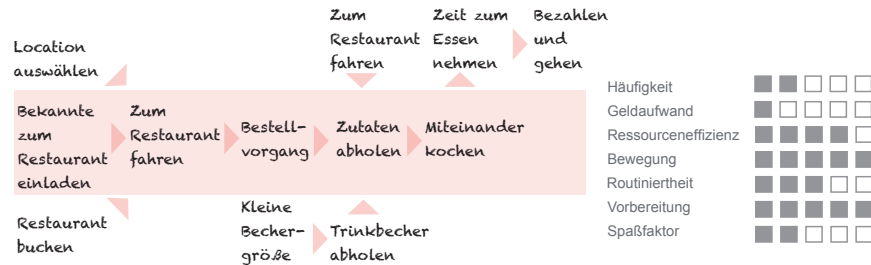 Location
auswählen
Zum
Restaurant
fahren
Zeit zum
Essen
nehmen
Bezahlen
und
gehen
Bekannte
zum
Restaurant
einladen
Zum
Restaurant
fahren
Bestell-
vorgang
Zutaten
abholen
Miteinander
kochen
Restaurant
buchen
Kleine
Becher-
größe
Trinkbecher
abholen
Häufigkeit
Geldaufwand
Ressourceneffizienz
Bewegung
Routiniertheit
Vorbereitung
Spaßfaktor